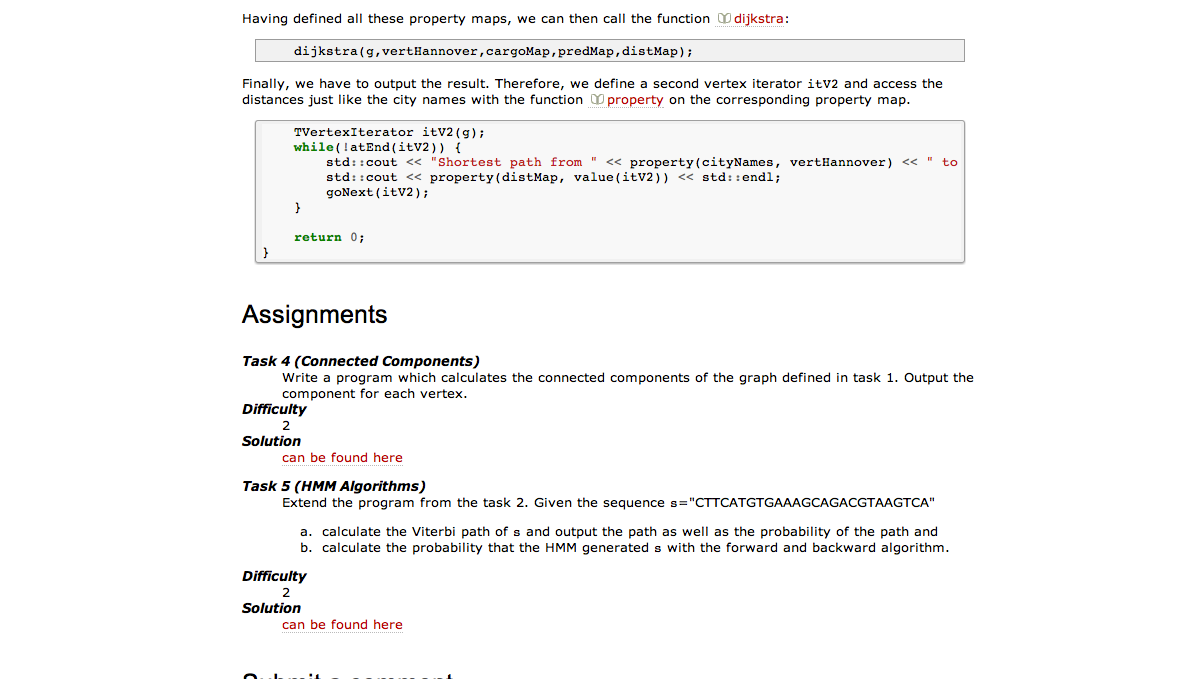 Having defined all these property maps, we can then call the function dijkstra:
dijkstra(g,vertHannover,cargoMap,predMap,distMap);
Finally, we have to output the result. Therefore, we define a second vertex iterator itV2 and access the
distances just like the city names with the function property on the corresponding property map.
TVertexIterator itV2(g);
while(!atEnd(itV2)) {
std::cout << "Shortest path from " << property(cityNames, vertHannover) << " to
std::cout << property(distMap, value(itV2)) << std::endl;
goNext(itV2);
}
return 0;
}
Assignments
Task 4 (Connected Components)
Write a program which calculates the connected components of the graph defined in task 1. Output the
component for each vertex.
Difficulty
2
Solution
can be found here
Task 5 (HMM Algorithms)
Extend the program from the task 2. Given the sequence s="CTTCATGTGAAAGCAGACGTAAGTCA"
a. calculate the Viterbi path of s and output the path as well as the probability of the path and
b. calculate the probability that the HMM generated s with the forward and backward algorithm.
Difficulty
2
Solution
can be found here
Submit a comment